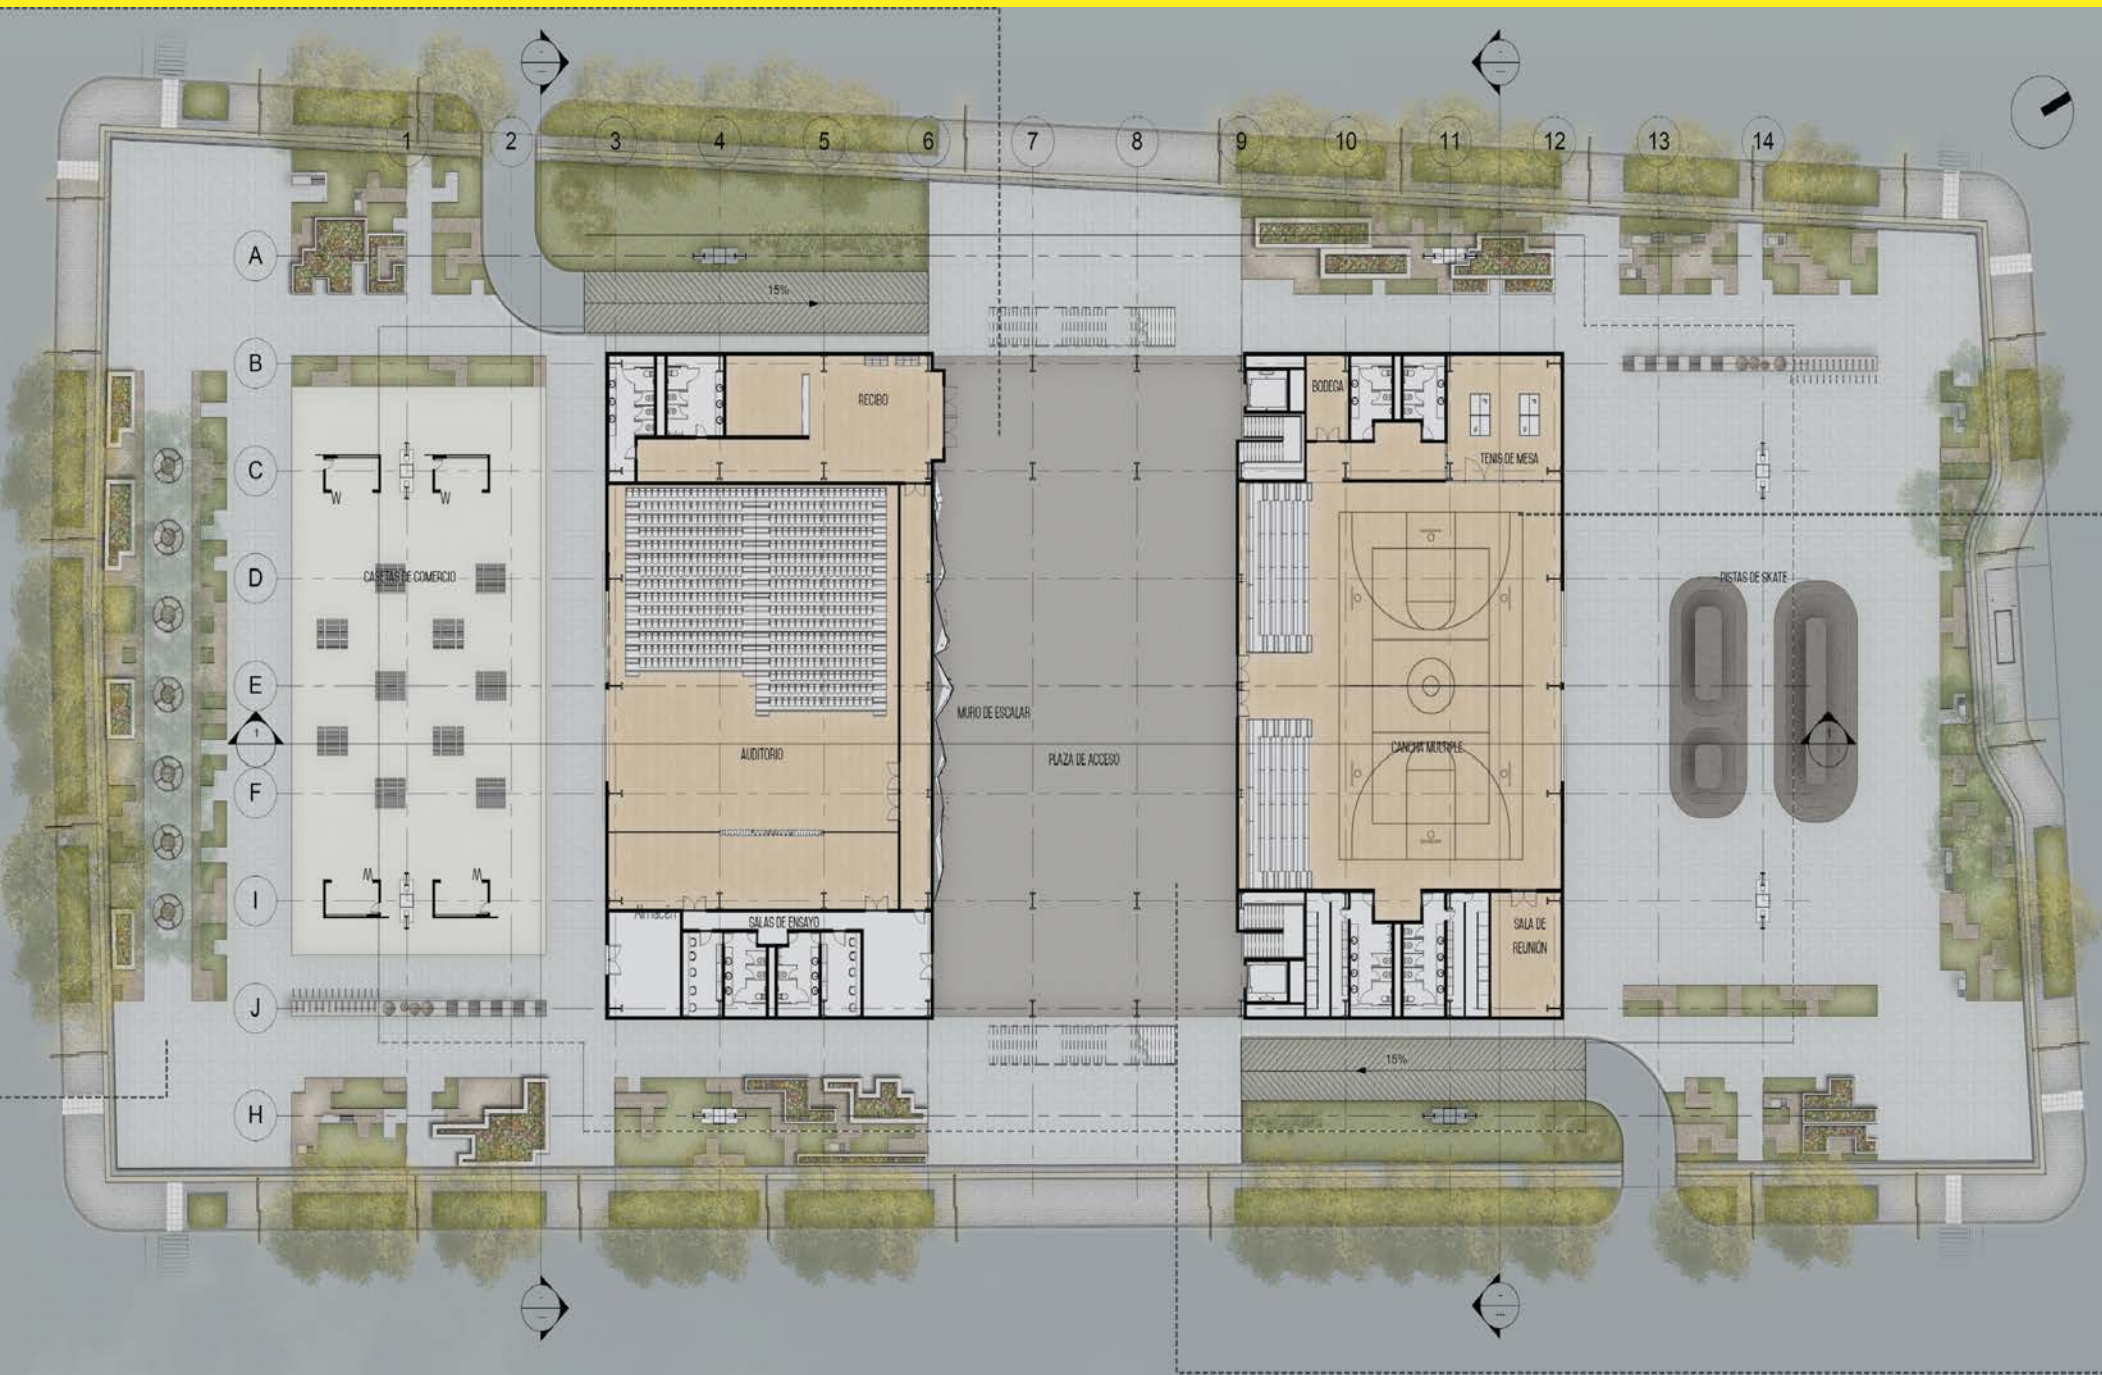 1 2 3 4 5 6 7 8 9 10 11 12 13 14
A
15%
B
BODEGA
RECIBO
C
TENIS DE MESA
W W
D
CASETAS DE COMERCIO
PISTAS DE SKATE
E
MURO DE ESCALAR
1
AUDITORIO
CANCHA MULTIPLE
1
PLAZA DE ACCESO
F
W W
I
Almacén
SALAS DE ENSAYO
SALA DE
REUNIÓN
J
15%
H